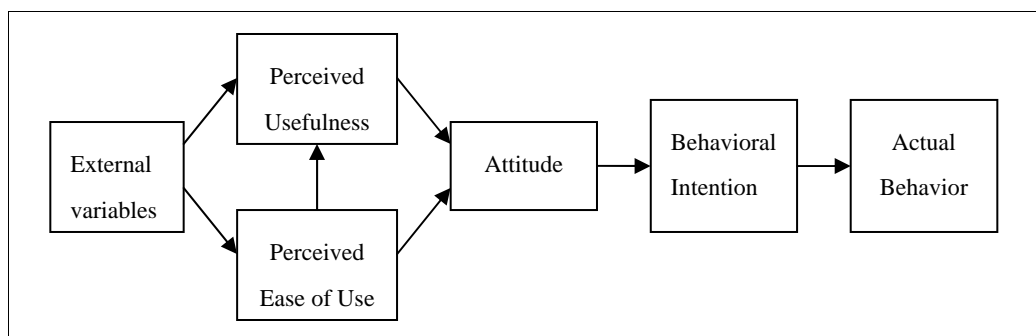 External
variables
Perceived
Usefulness
Perceived
Ease of Use
Attitude
Behavioral
Intention
Actual
Behavior